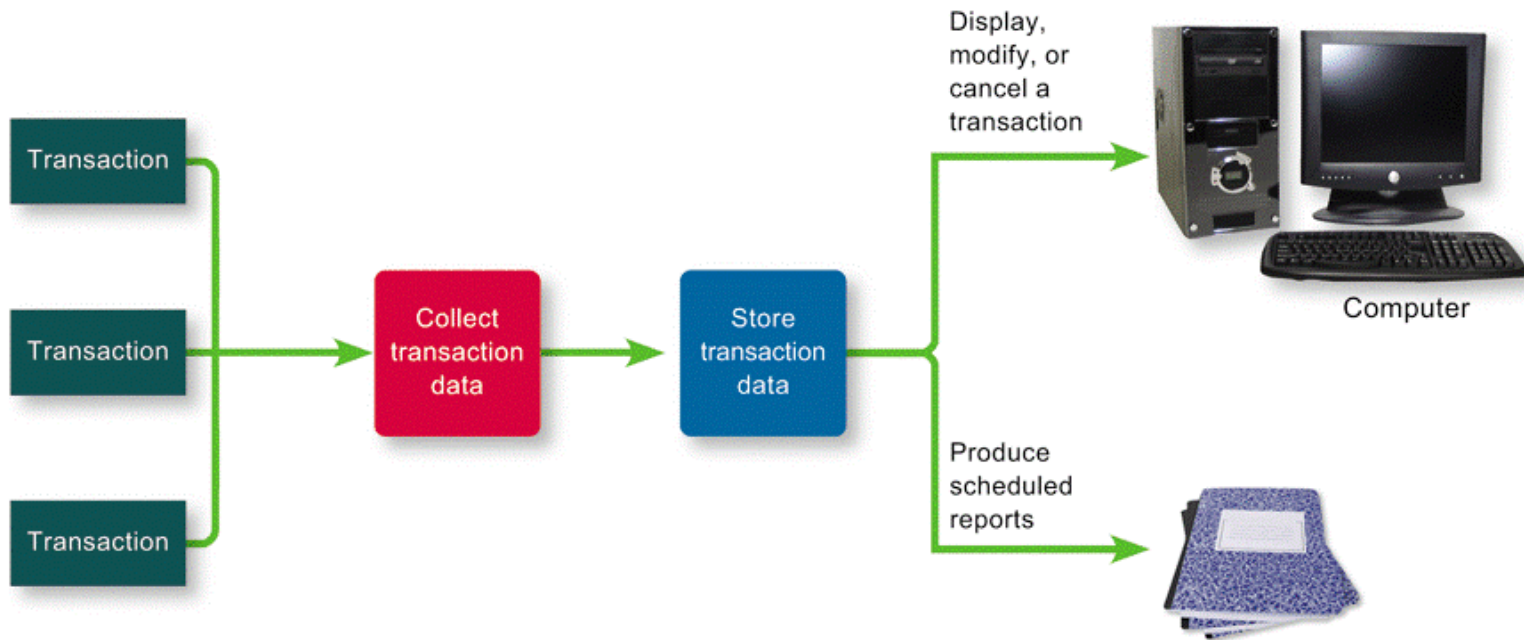 Transaction
Transaction
Transaction
Collect
transaction
data
Store
transaction
data
Display,
modify, or
cancel a
transaction
Computer
Produce
scheduled
reports